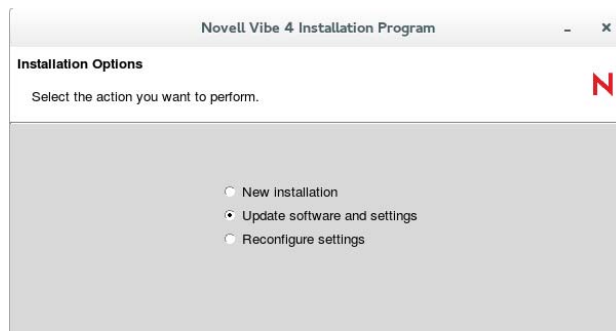 Novell Vibe 4 Installation Program
Installation Options
Select the action you want to perform.
N
New installation
Update software and settings
Reconfigure settings